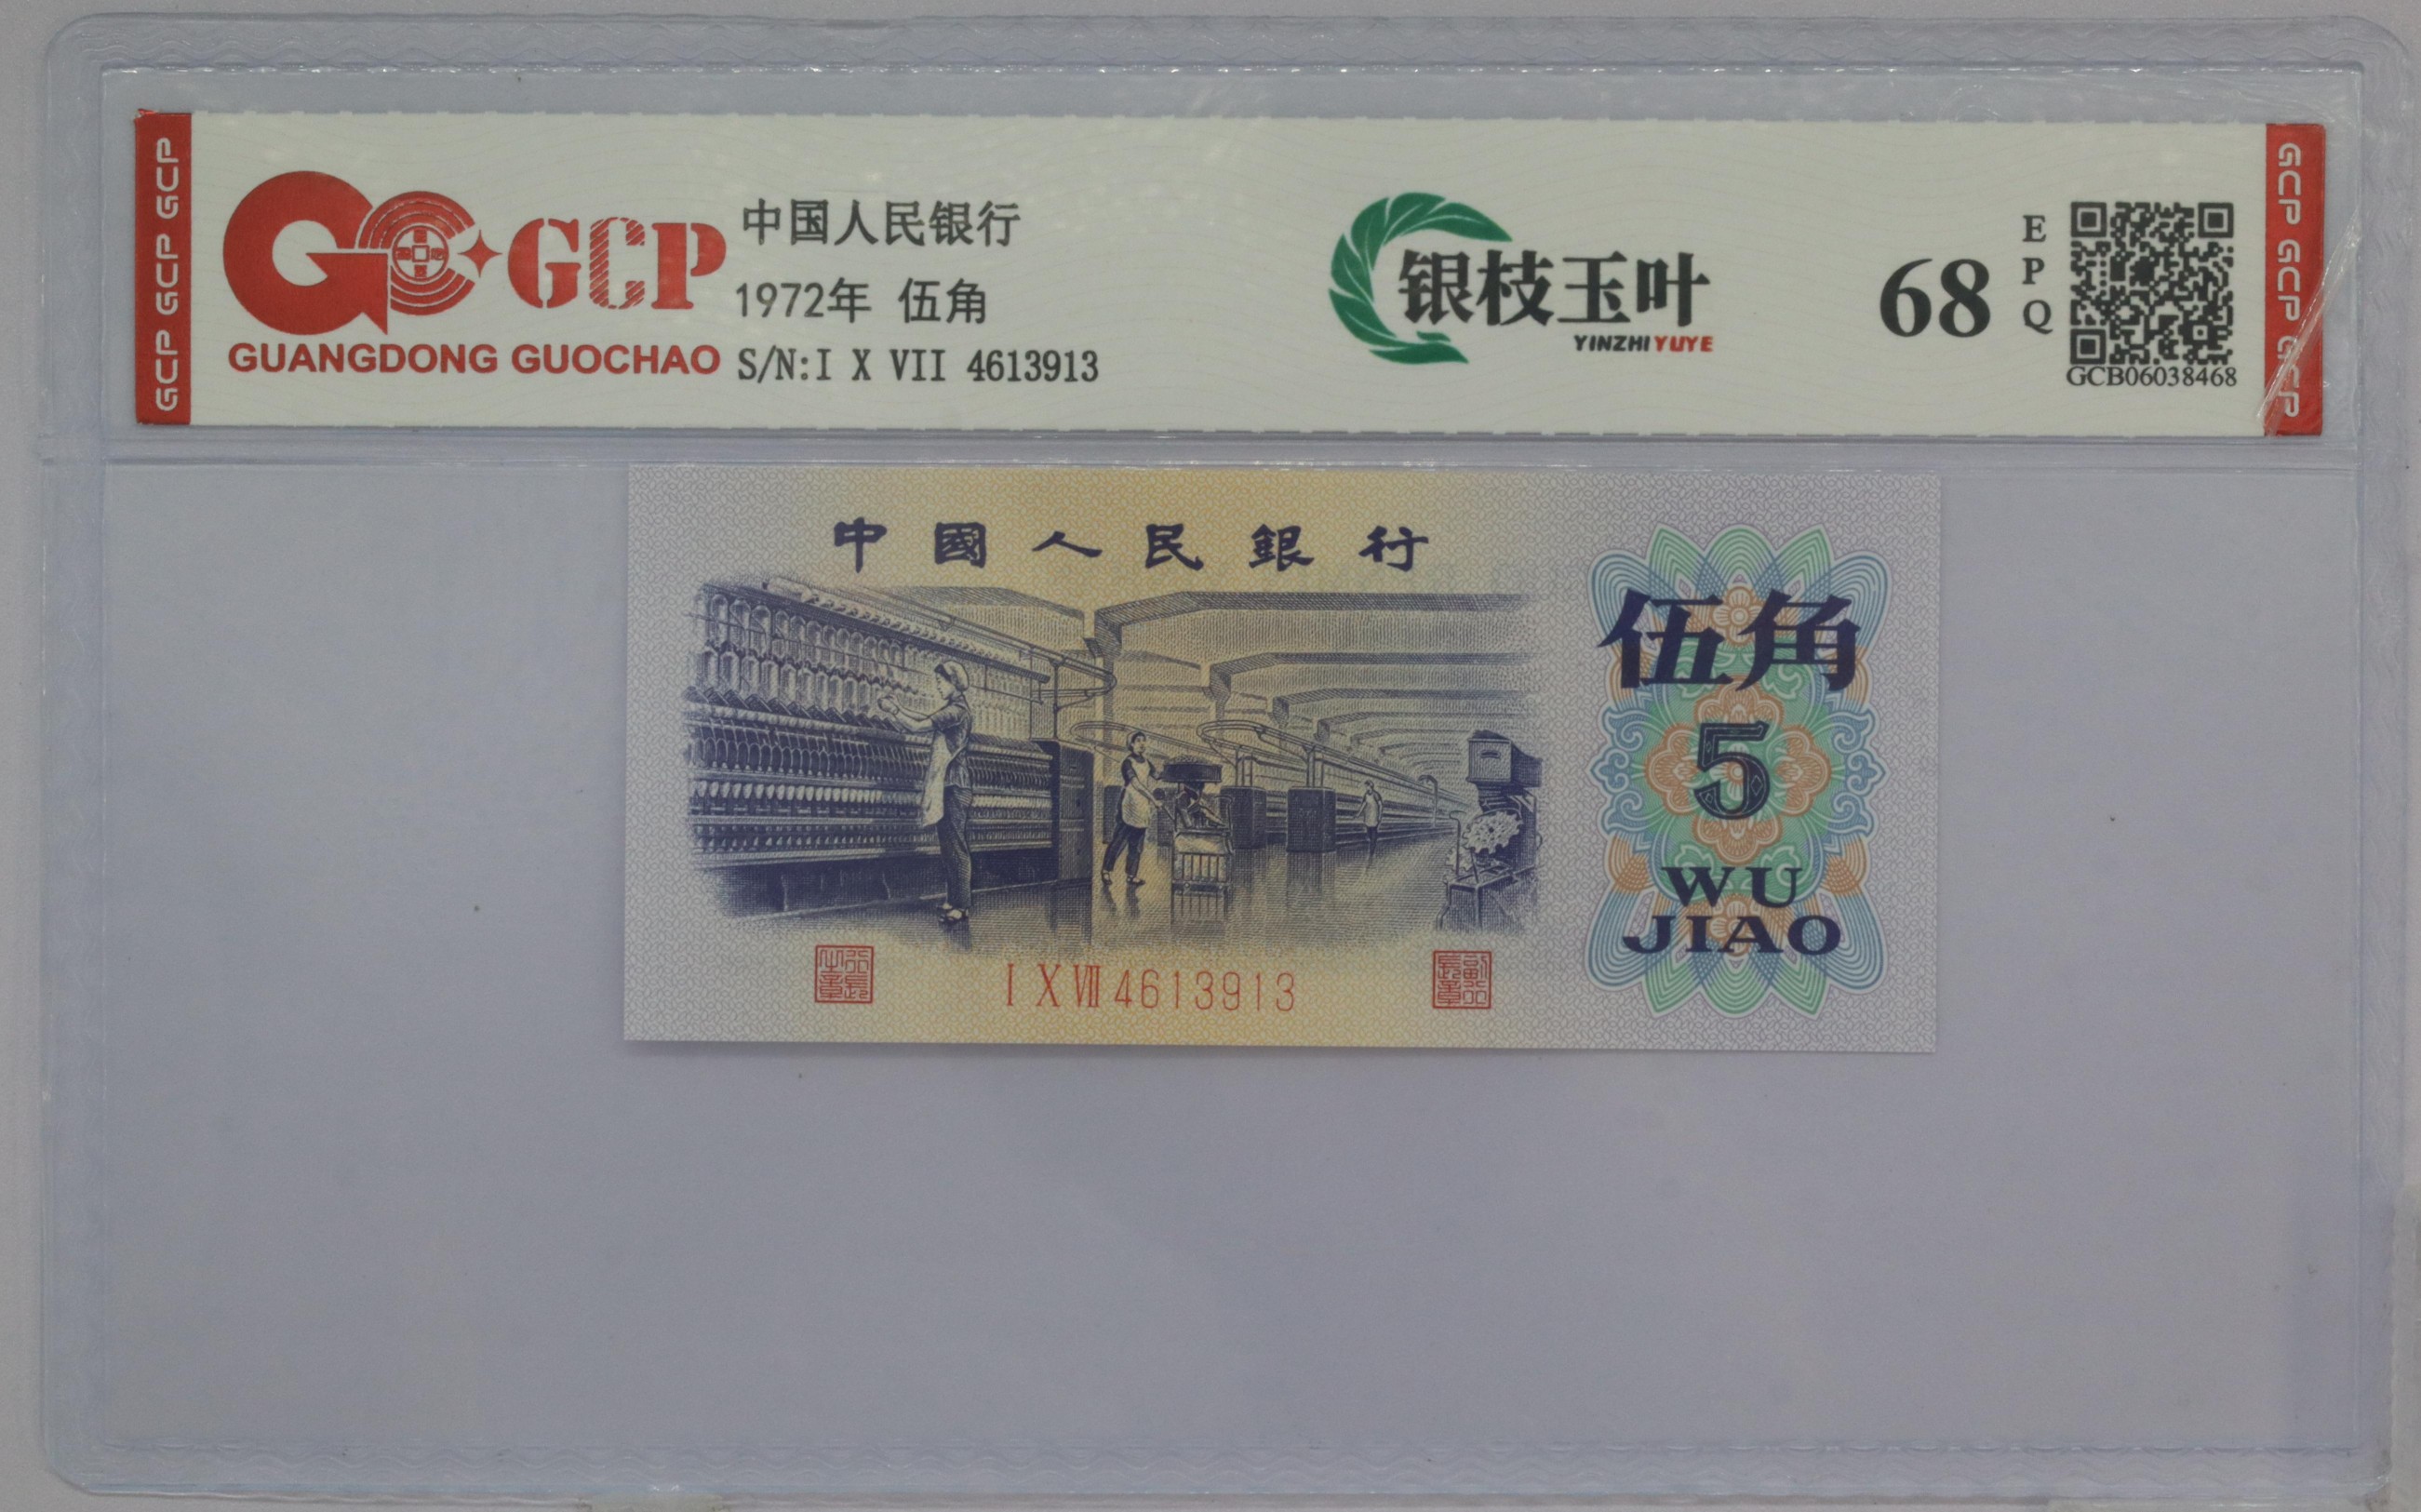 GCP GCP GCP
GCP
GUANGDONG GUOCHAO
中国人民银行
1972年 伍角
S/N:I X VII 4613913
银枝玉叶
YINZHIYUYE
68
EPQ
GCB06038468
GCP GCP GCP
中國人民銀行
伍角
5
WU
JIAO
I X VII 4613913